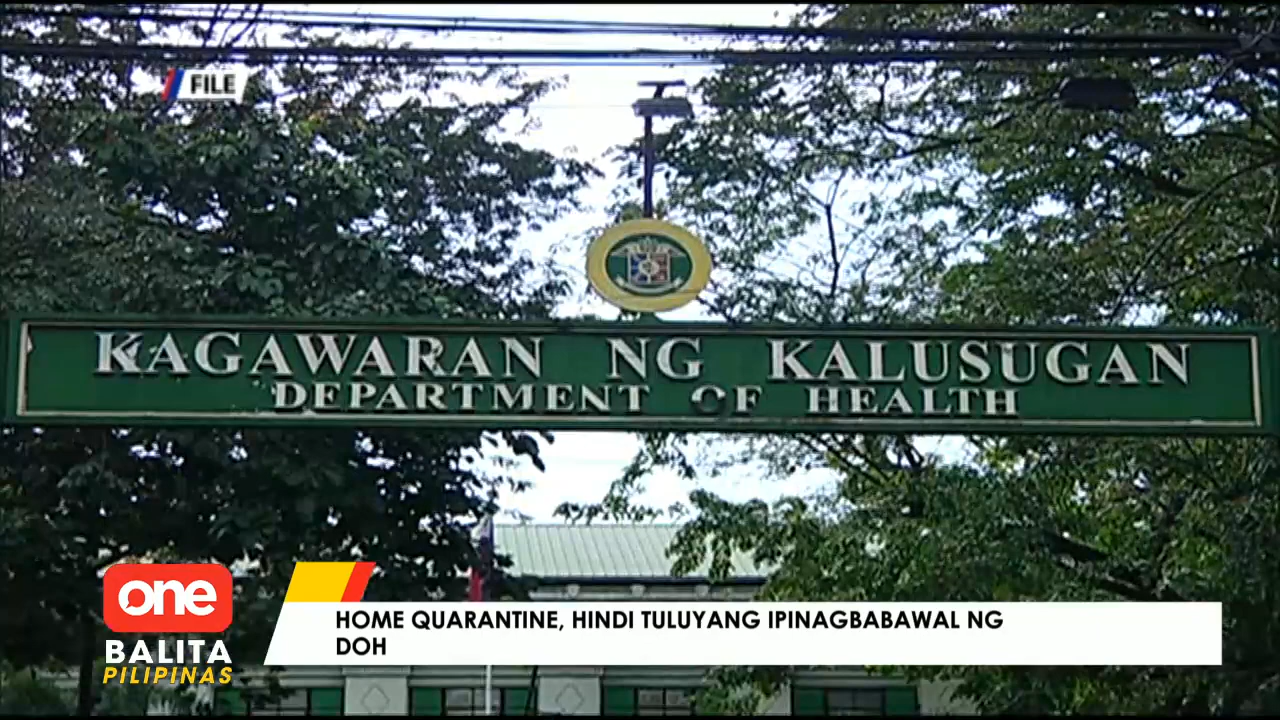 FILE
KAGAWARAN NG KALUSUGAN
DEPARTMENT OF HEALTH
one
BALITA
PILIPINAS
HOME QUARANTINE, HINDI TULUYANG IPINAGBABAWAL NG
DOH